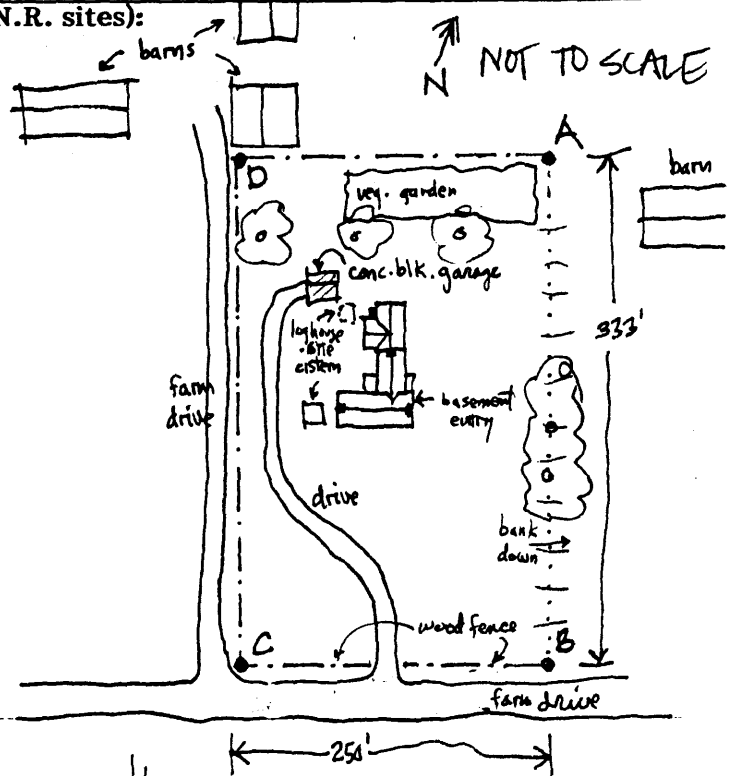 N.R. sites):
barns
N
NOT TO SCALE
A
D
barn
veg. garden
conc. blk. garage
loghouse
site
cistern
333'
farm
drive
basement
entry
drive
bank
down
wood fence
C
B
farm drive
250'